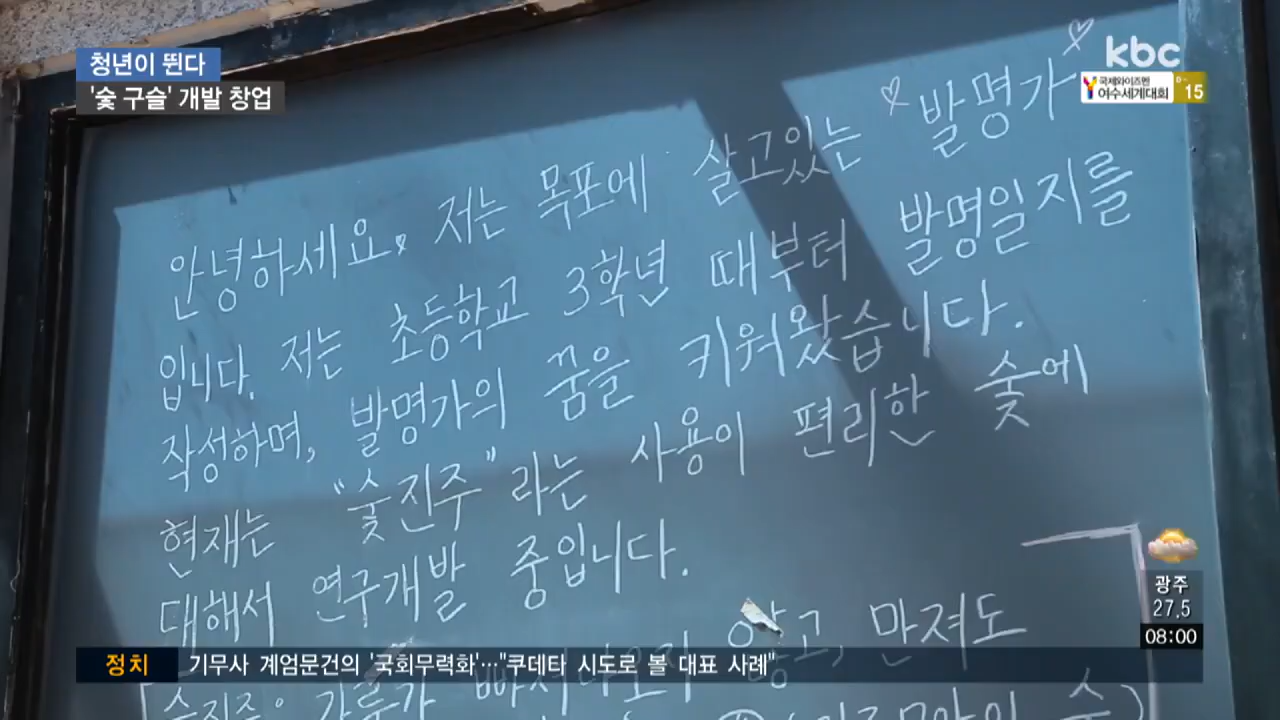 청년이 뛴다
'숯 구슬' 개발 창업
kbc
국제와이즈멘
여수세계대회
D-15
안녕하세요. 저는 목포에 살고있는 "발명가"
입니다. 저는 초등학교 3학년 때부터 발명일지를
작성하며, 발명가의 꿈을 키워왔습니다.
현재는 "숯진주"라는 사용이 편리한 숯에
대해서 연구개발 중입니다.
않고, 만져도
광주
27.5
08:00
정치 기무사 계엄문건의 '국회무력화'…"쿠데타 시도로 볼 대표 사례"